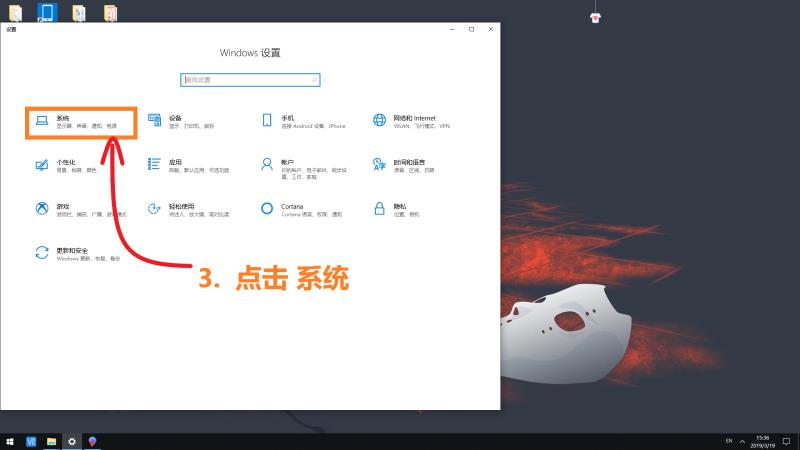 设置
Windows 设置
查找设置
系统
显示器、声音、通知、电源
设备
蓝牙、打印机、鼠标
手机
连接 Android 设备、iPhone
网络和 Internet
WLAN、飞行模式、VPN
个性化
背景、锁屏、颜色
应用
卸载、默认应用、可选功能
帐户
你的帐户、电子邮件、同步设置、工作、家庭
时间和语言
语音、区域、日期
游戏
游戏栏、捕获、广播、游戏模式
轻松使用
讲述人、放大镜、高对比度
Cortana
Cortana 语言、权限、通知
隐私
位置、相机
更新和安全
Windows 更新、恢复、备份
3. 点击 系统
EN
15:36
2019/3/19